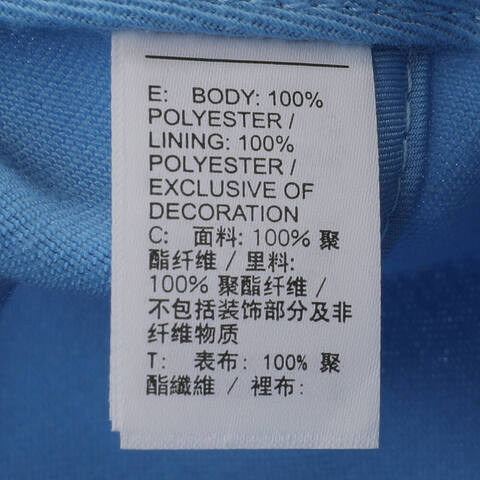 E: BODY: 100%
POLYESTER /
LINING: 100%
POLYESTER /
EXCLUSIVE OF
DECORATION
C: 面料: 100% 聚
酯纤维 / 里料:
100% 聚酯纤维 /
不包括装饰部分及非
纤维物质
T: 表布: 100% 聚
酯纖維 / 裡布: